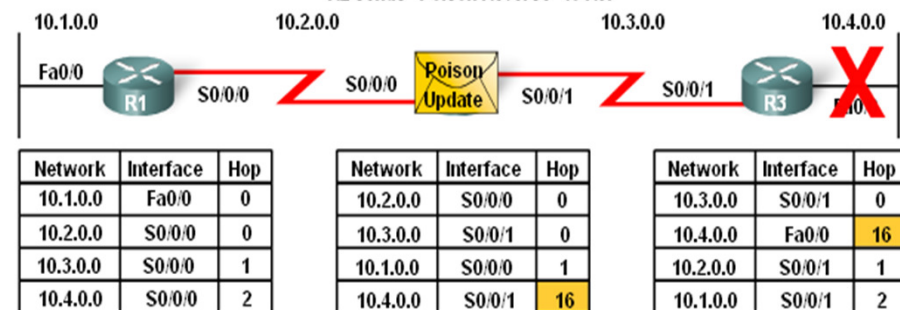 10.1.0.0 10.2.0.0 10.3.0.0 10.4.0.0
Fa0/0 R1 S0/0/0 S0/0/0 Poison Update S0/0/1 S0/0/1 R3
Network Interface Hop
10.1.0.0 Fa0/0 0
10.2.0.0 S0/0/0 0
10.3.0.0 S0/0/0 1
10.4.0.0 S0/0/0 2
Network Interface Hop
10.2.0.0 S0/0/0 0
10.3.0.0 S0/0/1 0
10.1.0.0 S0/0/0 1
10.4.0.0 S0/0/1 16
Network Interface Hop
10.3.0.0 S0/0/1 0
10.4.0.0 Fa0/0 16
10.2.0.0 S0/0/1 1
10.1.0.0 S0/0/1 2